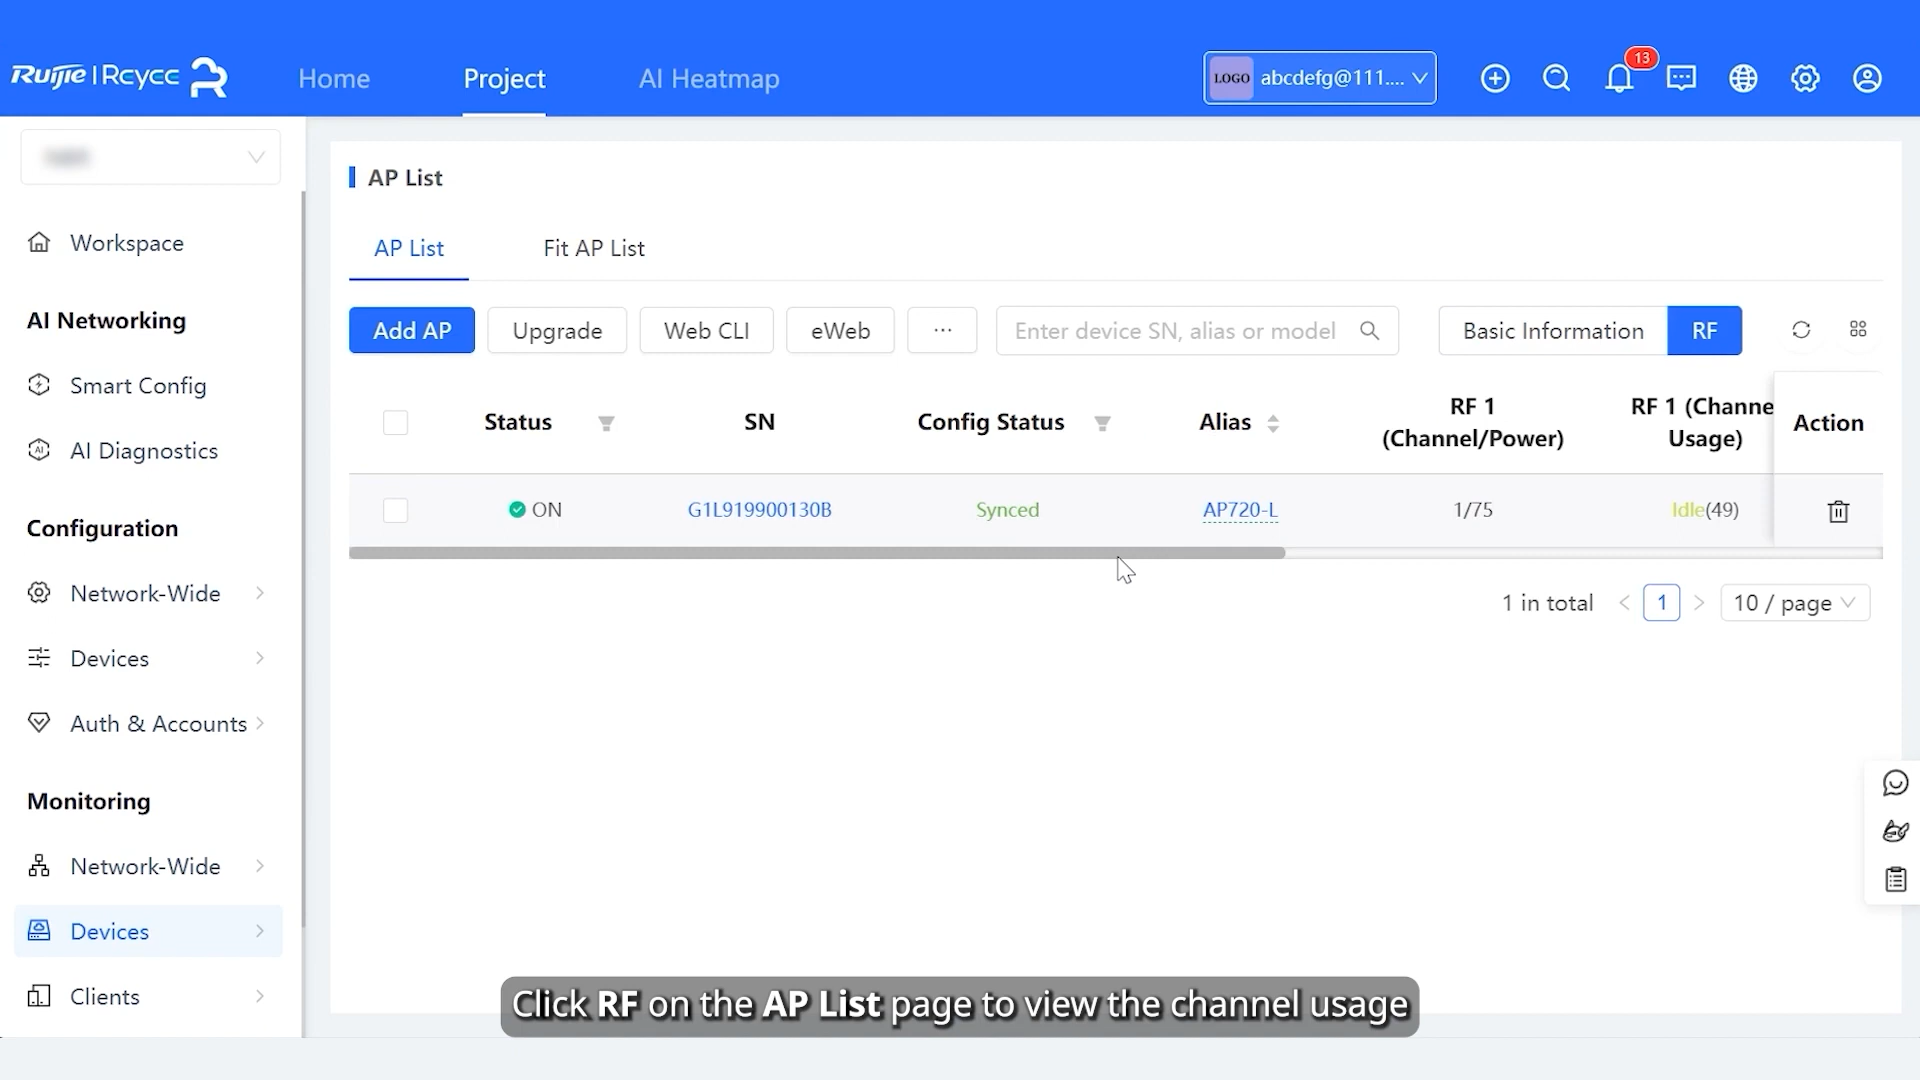 Ruijie | Reyee
Home
Project
AI Heatmap
LOGO
abcdefg@111....
13
Workspace
AI Networking
Smart Config
AI Diagnostics
Configuration
Network-Wide
Devices
Auth & Accounts
Monitoring
Network-Wide
Devices
Clients
AP List
AP List
Fit AP List
Add AP
Upgrade
Web CLI
eWeb
···
Enter device SN, alias or model
Basic Information
RF
Status
SN
Config Status
Alias
RF 1
(Channel/Power)
RF 1 (Channe
Usage)
Action
ON
G1L919900130B
Synced
AP720-L
1/75
Idle(49)
1 in total
1
10 / page
Click RF on the AP List page to view the channel usage